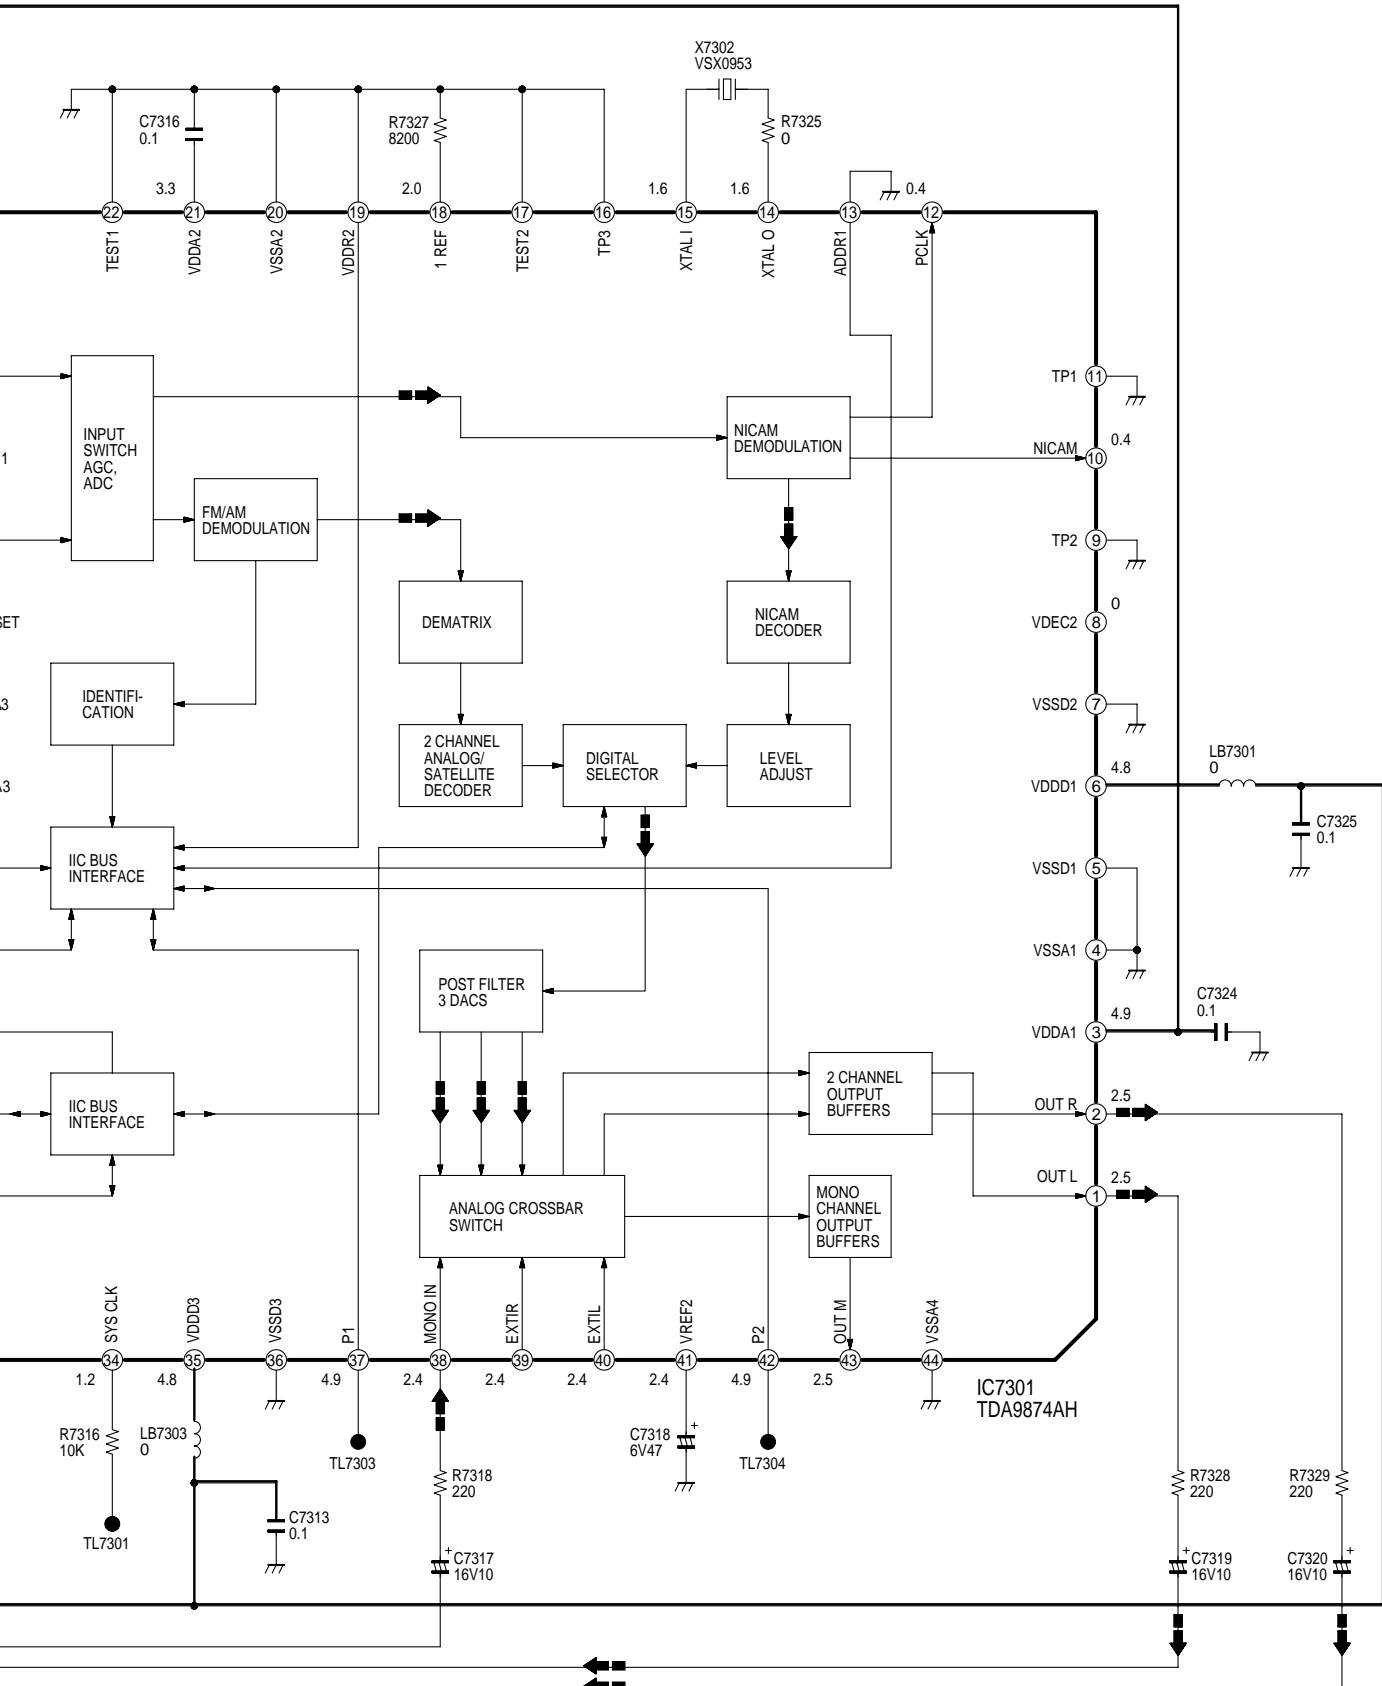 X7302
VSX0953
C7316
0.1
R7327
8200
R7325
0
3.3
2.0
1.6
1.6
0.4
22
21
20
19
18
17
16
15
14
13
12
TEST1
VDDA2
VSSA2
VDDR2
1 REF
TEST2
TP3
XTAL I
XTAL O
ADDR1
PCLK
TP1
11
INPUT
SWITCH
AGC,
ADC
NICAM
DEMODULATION
NICAM
10
0.4
1
FM/AM
DEMODULATION
TP2
9
DEMATRIX
NICAM
DECODER
0
VDEC2
8
SET
IDENTIFI-
CATION
A3
VSSD2
7
2 CHANNEL
ANALOG/
SATELLITE
DECODER
DIGITAL
SELECTOR
LEVEL
ADJUST
LB7301
0
4.8
VDDD1
6
A3
C7325
0.1
IIC BUS
INTERFACE
VSSD1
5
VSSA1
4
POST FILTER
3 DACS
C7324
0.1
4.9
VDDA1
3
2 CHANNEL
OUTPUT
BUFFERS
2.5
OUT R
2
IIC BUS
INTERFACE
2.5
OUT L
1
ANALOG CROSSBAR
SWITCH
MONO
CHANNEL
OUTPUT
BUFFERS
SYS CLK
VDDD3
VSSD3
P1
MONO IN
EXTIR
EXTIL
VREF2
P2
OUT M
VSSA4
34
35
36
37
38
39
40
41
42
43
44
1.2
4.8
4.9
2.4
2.4
2.4
2.4
4.9
2.5
IC7301
TDA9874AH
R7316
10K
LB7303
0
TL7303
R7318
220
C7318
6V47
+
TL7304
R7328
220
R7329
220
TL7301
C7313
0.1
+
C7317
16V10
+
C7319
16V10
C7320
16V10
+